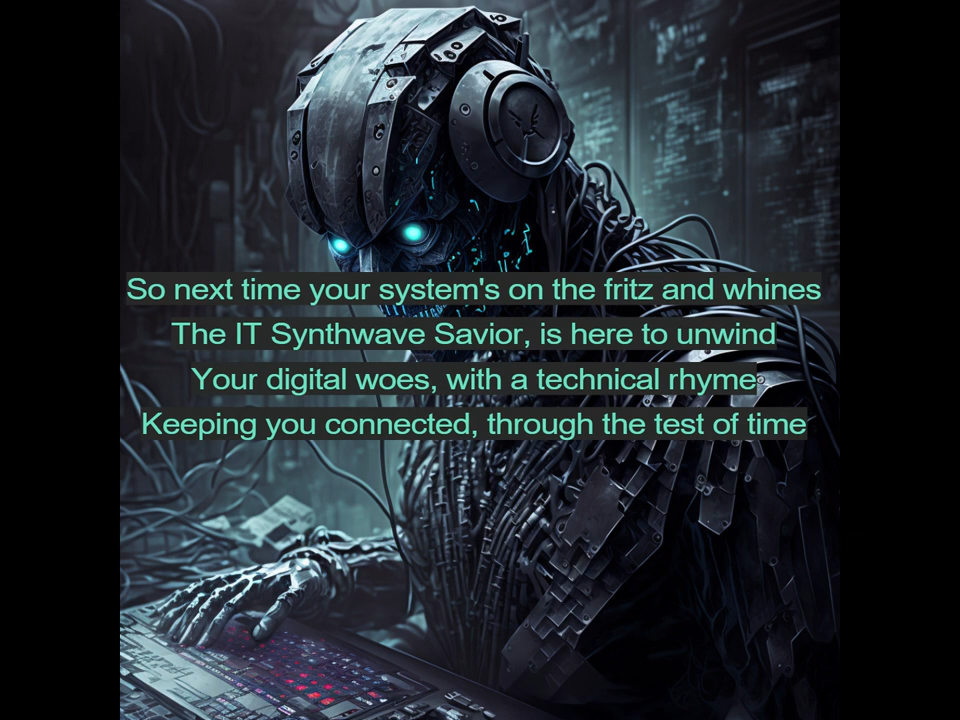 So next time your system's on the fritz and whines
The IT Synthwave Savior, is here to unwind
Your digital woes, with a technical rhyme
Keeping you connected, through the test of time